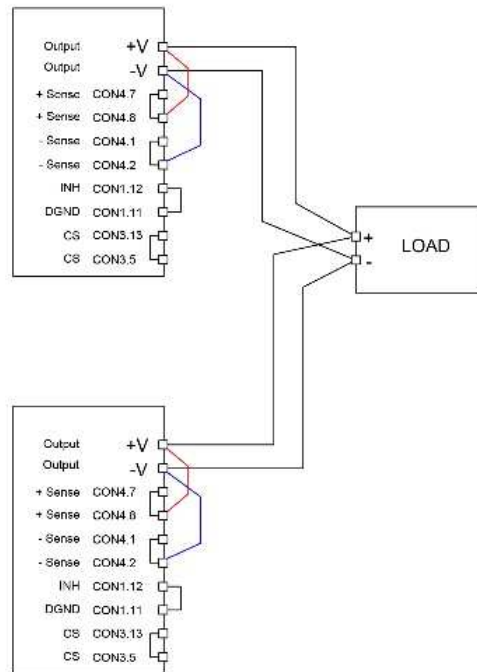 Output +V
Output -V
+ Sense CON4.7
+ Sense CON4.8
- Sense CON4.1
- Sense CON4.2
INH CON1.12
DGND CON1.11
CS CON3.13
CS CON3.5
+ LOAD
-
Output +V
Output -V
+ Sense CON4.7
+ Sense CON4.8
- Sense CON4.1
- Sense CON4.2
INH CON1.12
DGND CON1.11
CS CON3.13
CS CON3.5